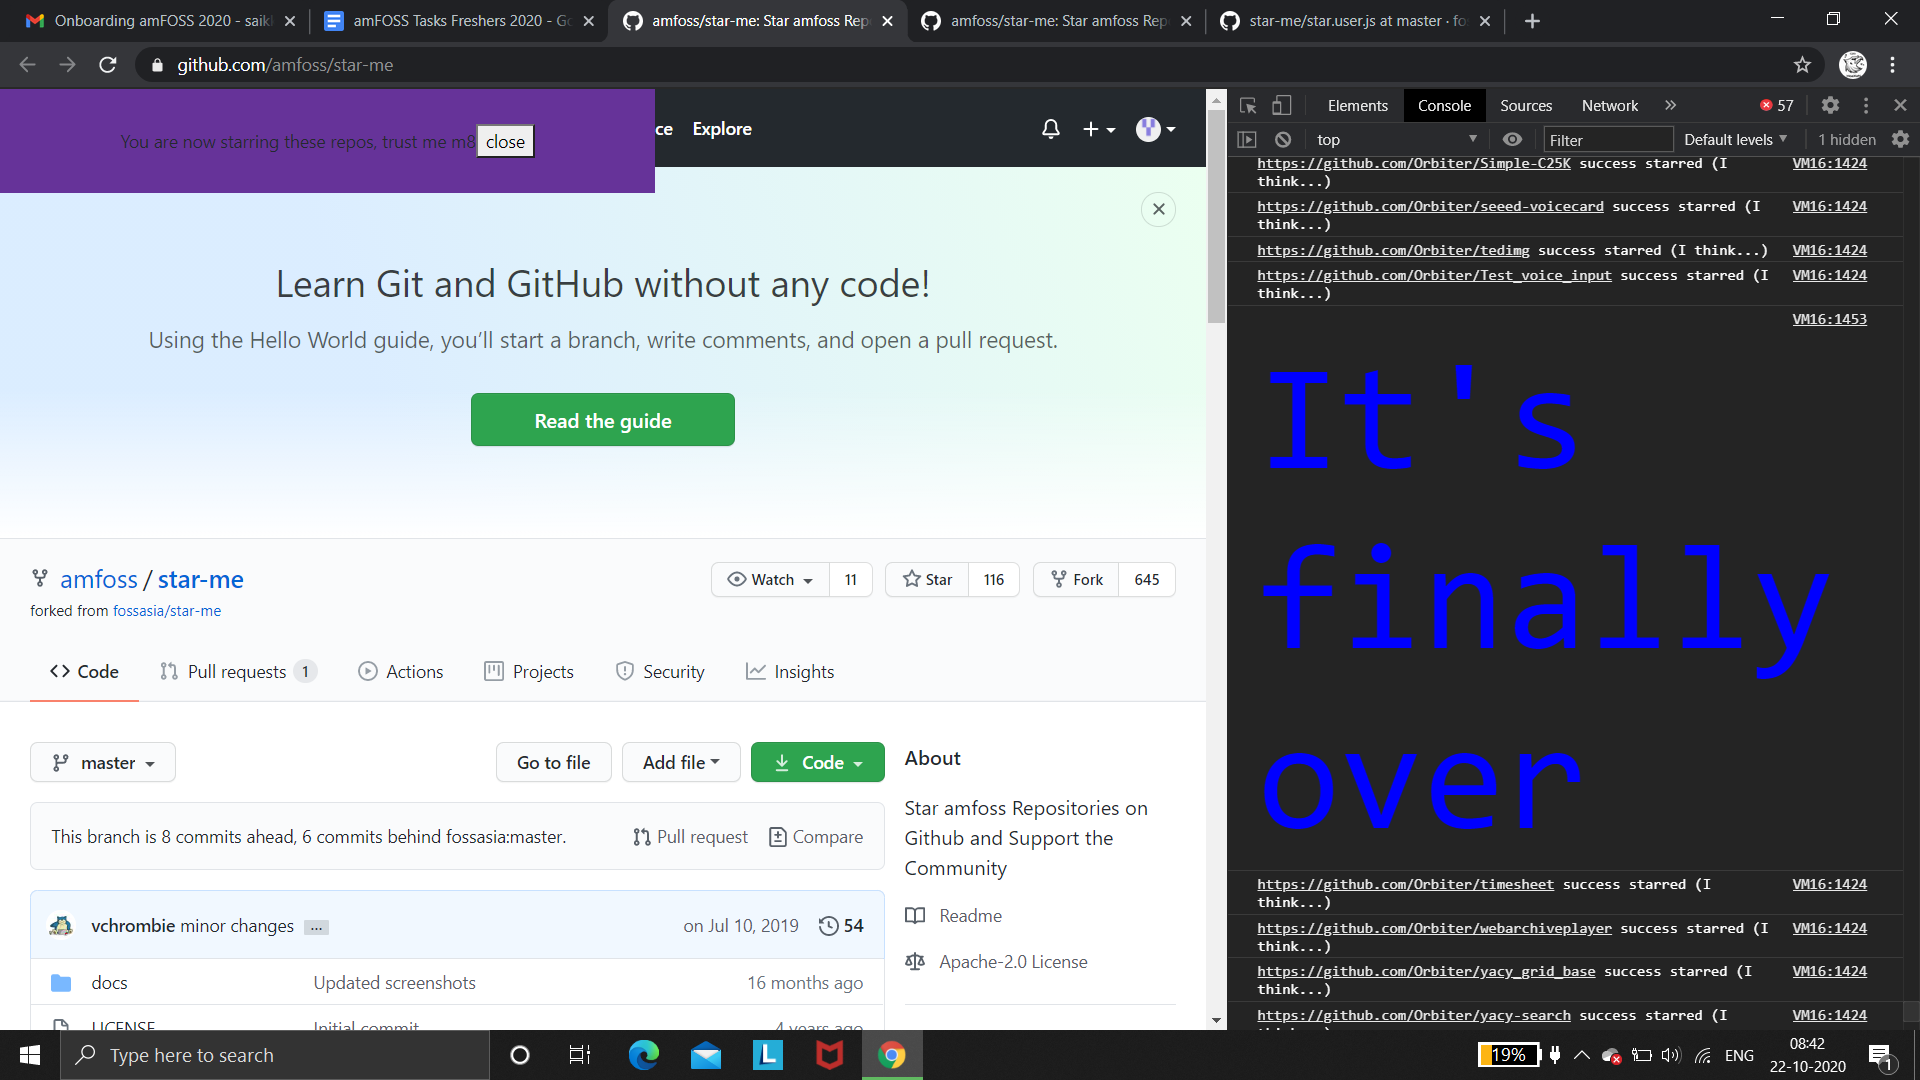 Onboarding amFOSS 2020 - saikl
amFOSS Tasks Freshers 2020 - Go
amfoss/star-me: Star amfoss Repo
amfoss/star-me: Star amfoss Rep
star-me/star.user.js at master · fo
github.com/amfoss/star-me
You are now starring these repos, trust me m8 close
ce Explore
Learn Git and GitHub without any code!
Using the Hello World guide, you’ll start a branch, write comments, and open a pull request.
Read the guide
amfoss / star-me
forked from fossasia/star-me
Watch 11 Star 116 Fork 645
Code Pull requests 1 Actions Projects Security Insights
master Go to file Add file Code
This branch is 8 commits ahead, 6 commits behind fossasia:master. Pull request Compare
vchrombie minor changes ... on Jul 10, 2019 54
docs Updated screenshots 16 months ago
LICENSE Initial commit 4 years ago
About
Star amfoss Repositories on
Github and Support the
Community
Readme
Apache-2.0 License
Elements Console Sources Network 57
top Filter Default levels 1 hidden
https://github.com/Orbiter/Simple-C25K success starred (I VM16:1424
think...)
https://github.com/Orbiter/seeed-voicecard success starred (I VM16:1424
think...)
https://github.com/Orbiter/tedimg success starred (I think...) VM16:1424
https://github.com/Orbiter/Test_voice_input success starred (I VM16:1424
think...)
VM16:1453
It's
finally
over
https://github.com/Orbiter/timesheet success starred (I VM16:1424
think...)
https://github.com/Orbiter/webarchiveplayer success starred (I VM16:1424
think...)
https://github.com/Orbiter/yacy_grid_base success starred (I VM16:1424
think...)
https://github.com/Orbiter/yacy-search success starred (I VM16:1424
Type here to search
L
19%
ENG
08:42
22-10-2020
1